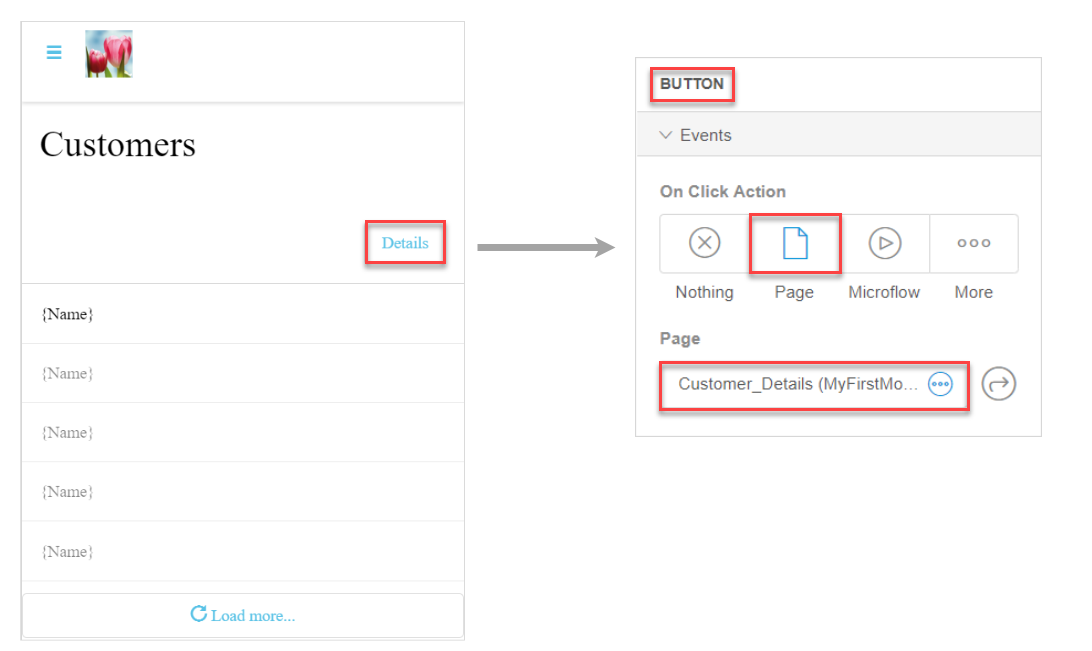 Customers
Details
{Name}
{Name}
{Name}
{Name}
{Name}
Load more...
BUTTON
Events
On Click Action
Nothing
Page
Microflow
More
Page
Customer_Details (MyFirstMo...